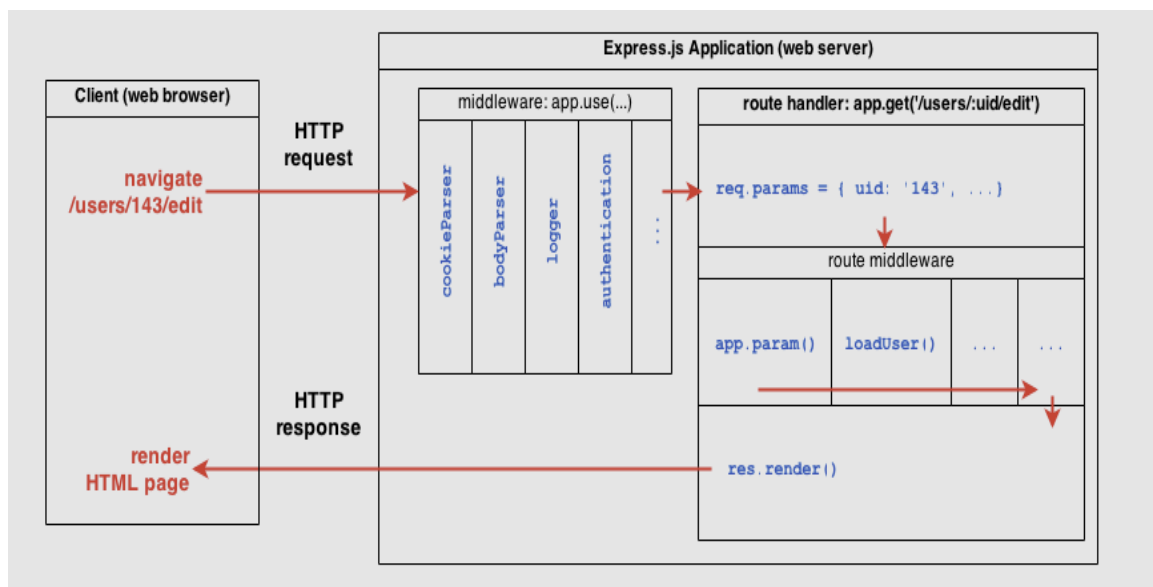 Express.js Application (web server)
Client (web browser)
middleware: app.use(...)
route handler: app.get('/users/:uid/edit')
HTTP
request
navigate
/users/143/edit
cookieParser
bodyParser
logger
authentication
...
req.params = { uid: '143', ...}
route middleware
app.param()
loadUser()
...
...
HTTP
response
render
HTML page
res.render()